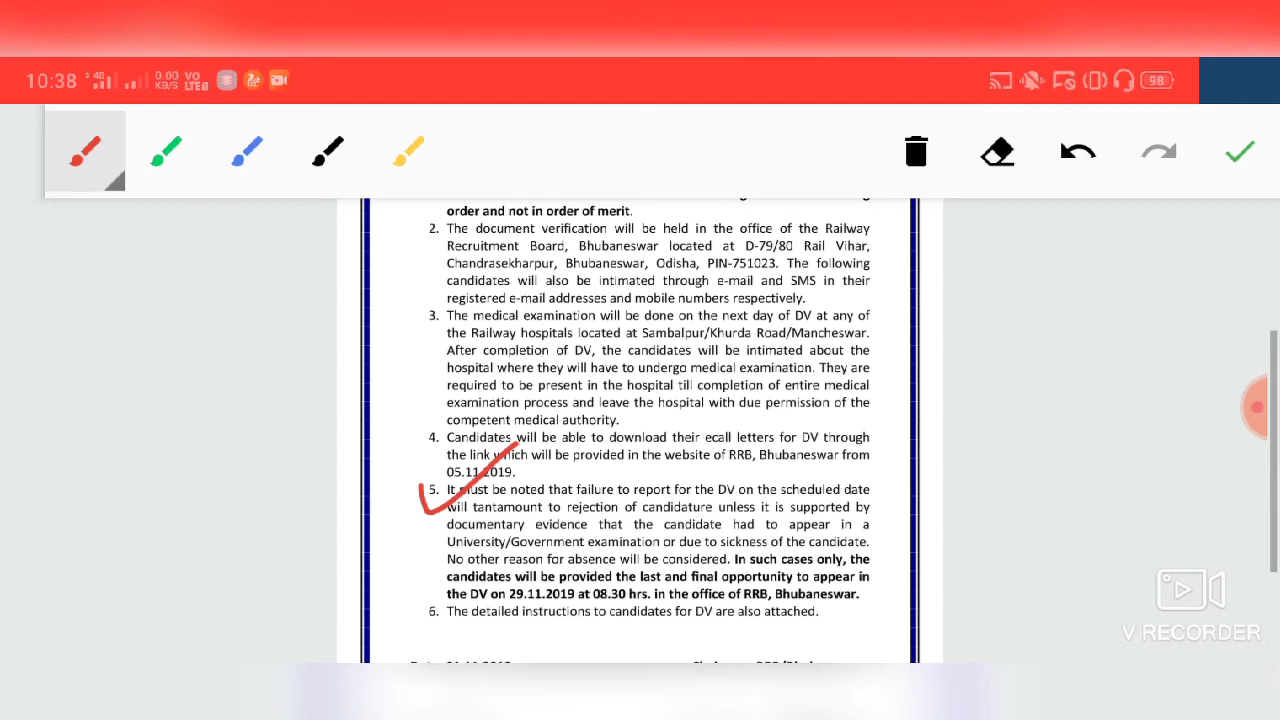 10:38 4G 0.00 KB/S VO LTE 98
order and not in order of merit.
2. The document verification will be held in the office of the Railway
Recruitment Board, Bhubaneswar located at D-79/80 Rail Vihar,
Chandrasekharpur, Bhubaneswar, Odisha, PIN-751023. The following
candidates will also be intimated through e-mail and SMS in their
registered e-mail addresses and mobile numbers respectively.
3. The medical examination will be done on the next day of DV at any of
the Railway hospitals located at Sambalpur/Khurda Road/Mancheswar.
After completion of DV, the candidates will be intimated about the
hospital where they will have to undergo medical examination. They are
required to be present in the hospital till completion of entire medical
examination process and leave the hospital with due permission of the
competent medical authority.
4. Candidates will be able to download their ecall letters for DV through
the link which will be provided in the website of RRB, Bhubaneswar from
05.11.2019.
5. It must be noted that failure to report for the DV on the scheduled date
will tantamount to rejection of candidature unless it is supported by
documentary evidence that the candidate had to appear in a
University/Government examination or due to sickness of the candidate.
No other reason for absence will be considered. In such cases only, the
candidates will be provided the last and final opportunity to appear in
the DV on 29.11.2019 at 08.30 hrs. in the office of RRB, Bhubaneswar.
6. The detailed instructions to candidates for DV are also attached.
V RECORDER